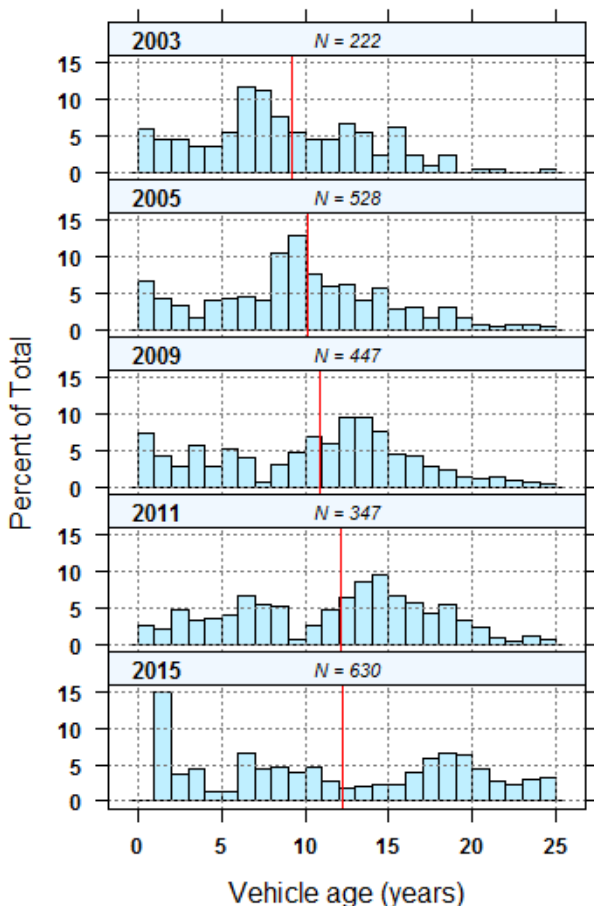 2003 N = 222
15
10
5
0
2005 N = 528
15
10
5
0
2009 N = 447
15
10
5
0
2011 N = 347
15
10
5
0
2015 N = 630
15
10
5
0
0 5 10 15 20 25
Vehicle age (years)
Percent of Total